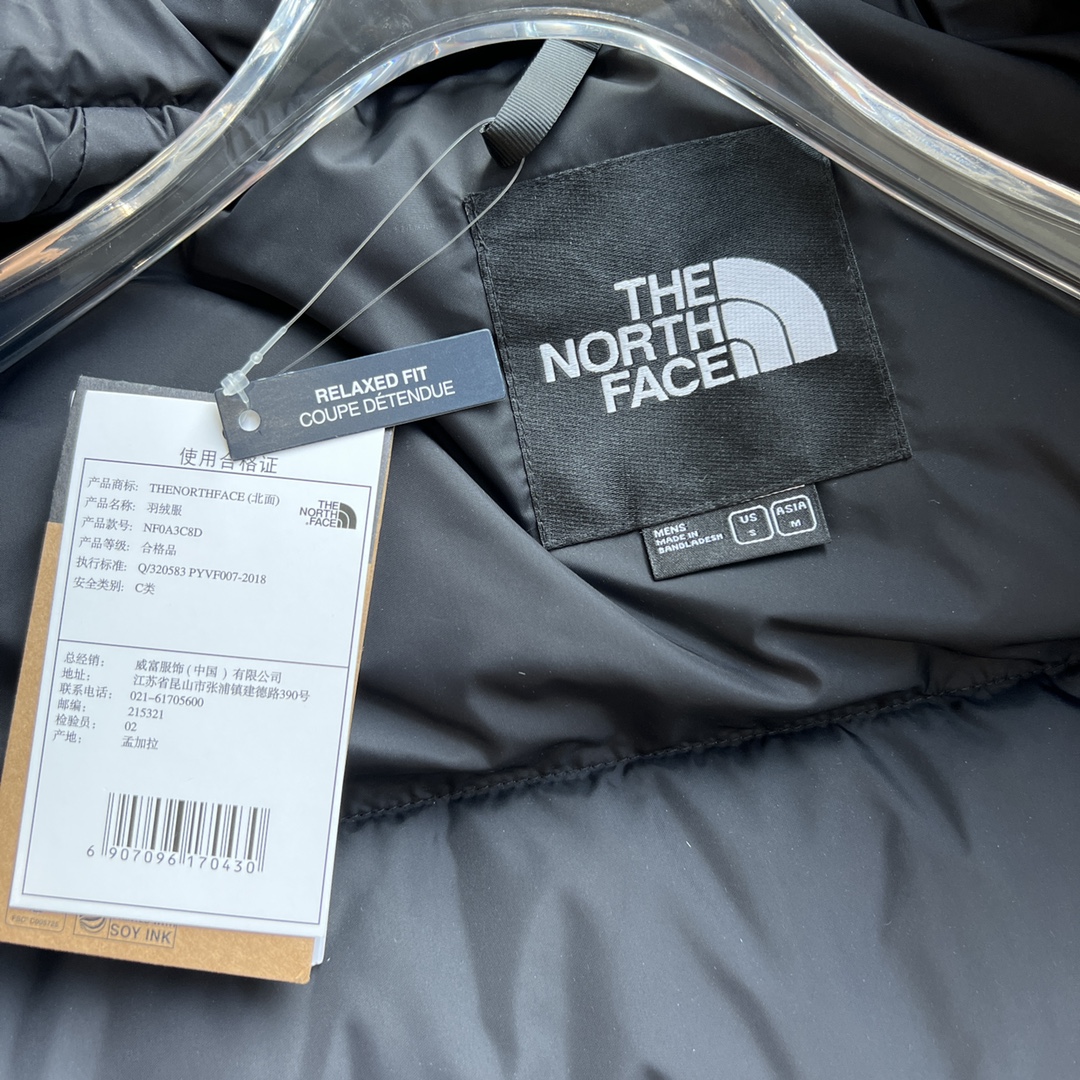 THE
NORTH
FACE
RELAXED FIT
COUPE DÉTENDUE
MENS
MADE IN
BANGLADESH
US
S
ASIA
M
使用合格证
产品商标: THENORTHFACE (北面)
产品名称: 羽绒服
产品款号: NF0A3C8D
产品等级: 合格品
执行标准: Q/320583 PYVF007-2018
安全类别: C类
THE
NORTH
FACE
总经销: 威富服饰(中国)有限公司
地址: 江苏省昆山市张浦镇建德路390号
联系电话: 021-61705600
邮编: 215321
检验员: 02
产地: 孟加拉
6 907096 170430
SOY INK